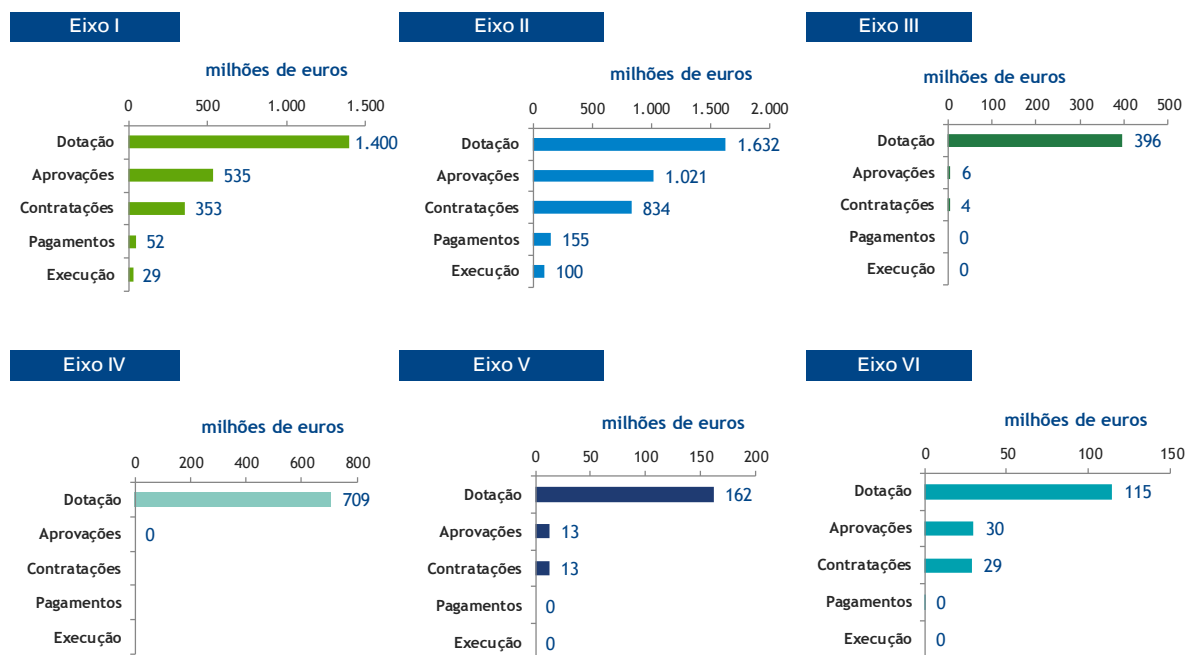 Eixo I
milhões de euros
0 500 1.000 1.500
Dotação 1.400
Aprovações 535
Contratações 353
Pagamentos 52
Execução 29
Eixo II
milhões de euros
0 500 1.000 1.500 2.000
Dotação 1.632
Aprovações 1.021
Contratações 834
Pagamentos 155
Execução 100
Eixo III
milhões de euros
0 100 200 300 400 500
Dotação 396
Aprovações 6
Contratações 4
Pagamentos 0
Execução 0
Eixo IV
milhões de euros
0 200 400 600 800
Dotação 709
Aprovações 0
Contratações
Pagamentos
Execução
Eixo V
milhões de euros
0 50 100 150 200
Dotação 162
Aprovações 13
Contratações 13
Pagamentos 0
Execução 0
Eixo VI
milhões de euros
0 50 100 150
Dotação 115
Aprovações 30
Contratações 29
Pagamentos 0
Execução 0